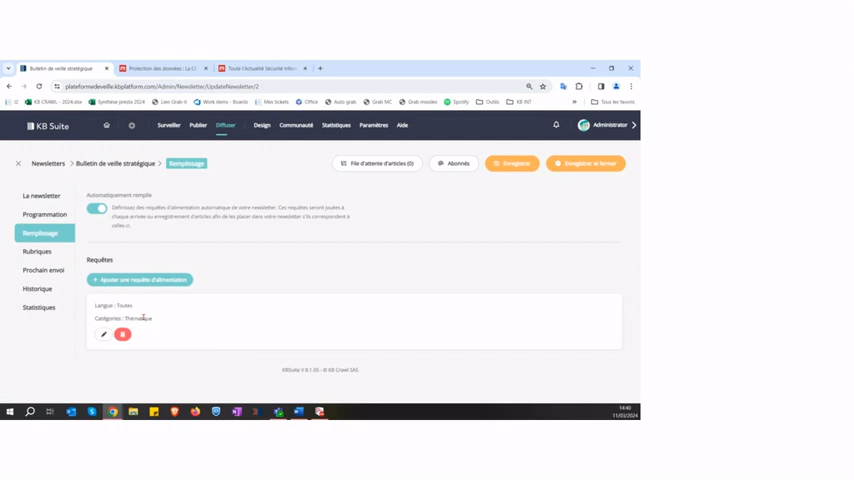 Bulletin de veille stratégique
Protection des données : La C
Toute l'Actualité Sécurité Info
plateformedeveille.kbplatform.com/Admin/Newsletter/UpdateNewsletter/2
KB CRAWL - 2024.xlsx
Synthèse presta 2024
Lien Grab-it
Work items - Boards
Mes tickets
Office
Auto grab
Grab MC
Grab missiles
Spotify
Outils
KB INT
Tous les favoris
KB Suite
Surveiller
Publier
Diffuser
Design
Communauté
Statistiques
Paramètres
Aide
Administrator
Newsletters
Bulletin de veille stratégique
Remplissage
File d'attente d'articles (0)
Abonnés
Enregistrer
Enregistrer et fermer
La newsletter
Programmation
Remplissage
Rubriques
Prochain envoi
Historique
Statistiques
Automatiquement remplie
Définissez des requêtes d'alimentation automatique de votre newsletter. Ces requêtes seront jouées à
chaque arrivée ou enregistrement d'articles afin de les placer dans votre newsletter s'ils correspondent à
celles ci.
Requêtes
+ Ajouter une requête d'alimentation
Langue : Toutes
Catégories : Thématique
KBSuite V 8.1.05 - © KB Crawl SAS
14:40
11/03/2024